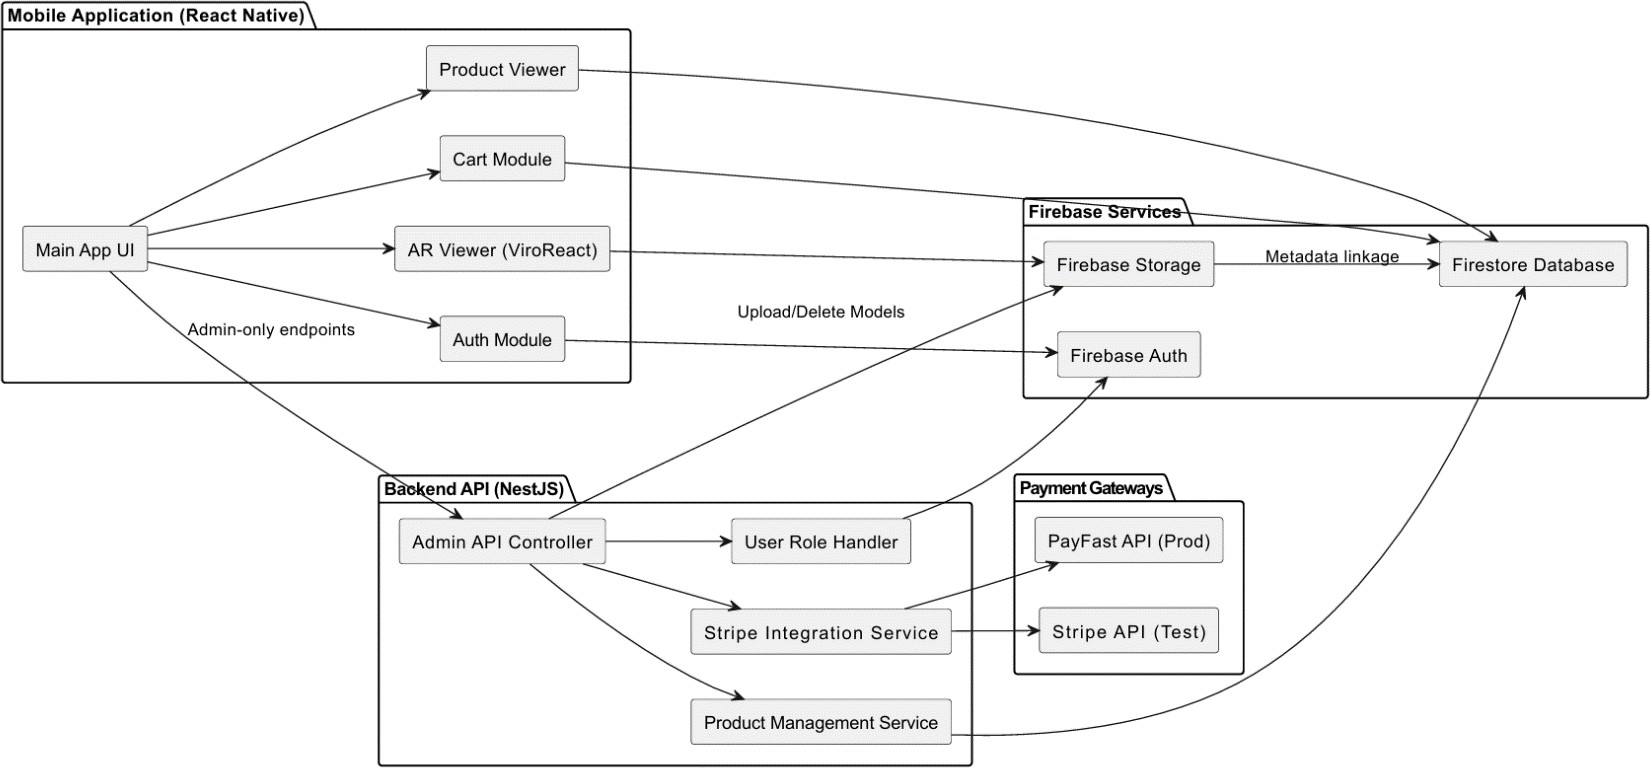 Mobile Application (React Native)
Product Viewer
Cart Module
Main App UI
AR Viewer (ViroReact)
Auth Module
Admin-only endpoints
Upload/Delete Models
Firebase Services
Firebase Storage
Metadata linkage
Firestore Database
Firebase Auth
Backend API (NestJS)
Admin API Controller
User Role Handler
Stripe Integration Service
Product Management Service
Payment Gateways
PayFast API (Prod)
Stripe API (Test)